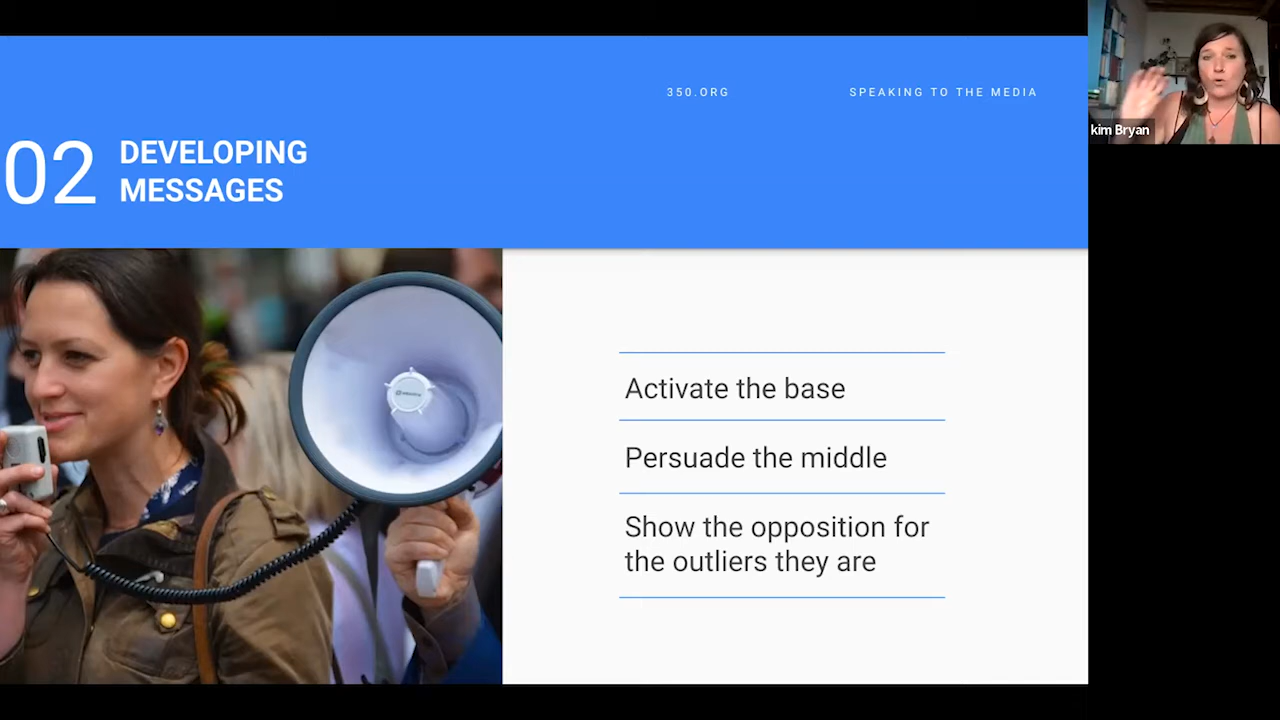 350.ORG
SPEAKING TO THE MEDIA
02
DEVELOPING
MESSAGES
Activate the base
Persuade the middle
Show the opposition for
the outliers they are
kim Bryan